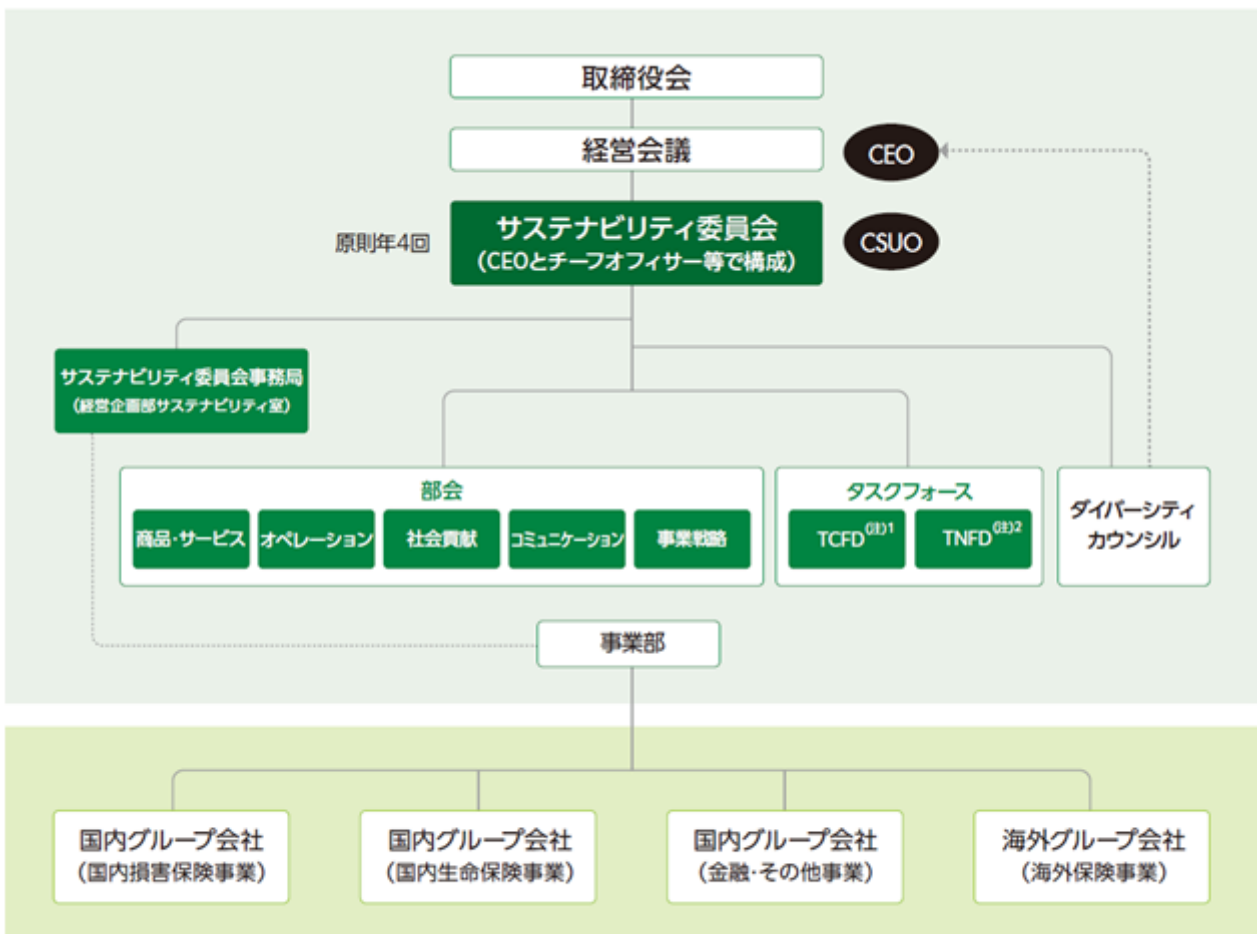 取締役会
経営会議
CEO
原則年4回
サステナビリティ委員会
(CEOとチーフオフィサー等で構成)
CSUO
サステナビリティ委員会事務局
(経営企画部サステナビリティ室)
部会
商品・サービス
オペレーション
社会貢献
コミュニケーション
事業戦略
タスクフォース
TCFD(注)1
TNFD(注)2
ダイバーシティ
カウンシル
事業部
国内グループ会社
(国内損害保険事業)
国内グループ会社
(国内生命保険事業)
国内グループ会社
(金融・その他事業)
海外グループ会社
(海外保険事業)